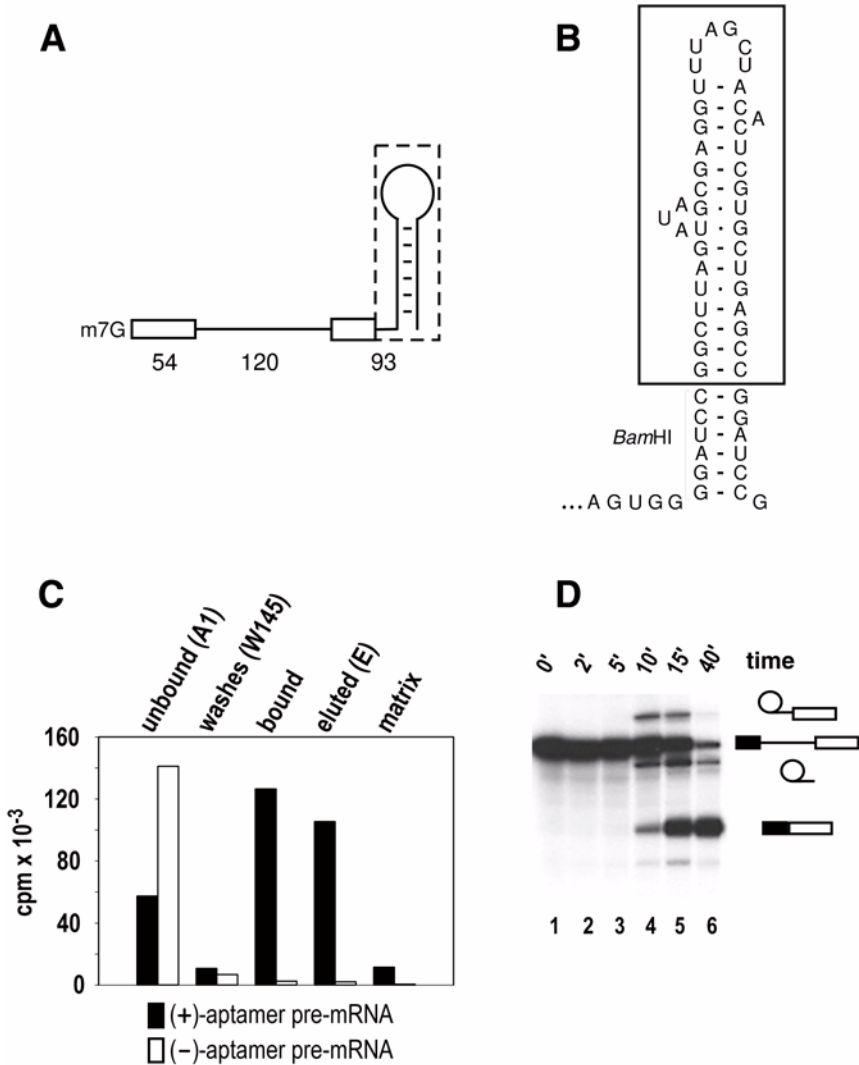 A
m7G
54 120 93
B
A G
U C
U U
U - A
G - C
G - C A
A - U
G - C
C - G
A G · U
U
A U · G
G - C
A - U
U · G
U - A
C - G
G - C
G - C
C - G
C - G
BamHI U - A
A - U
G - C
...A G U G G G - C G
C
unbound (A1)
washes (W145)
bound
eluted (E)
matrix
160
120
80
40
0
cpm x 10-3
(+)-aptamer pre-mRNA
(−)-aptamer pre-mRNA
D
0' 2' 5' 10' 15' 40' time
1 2 3 4 5 6